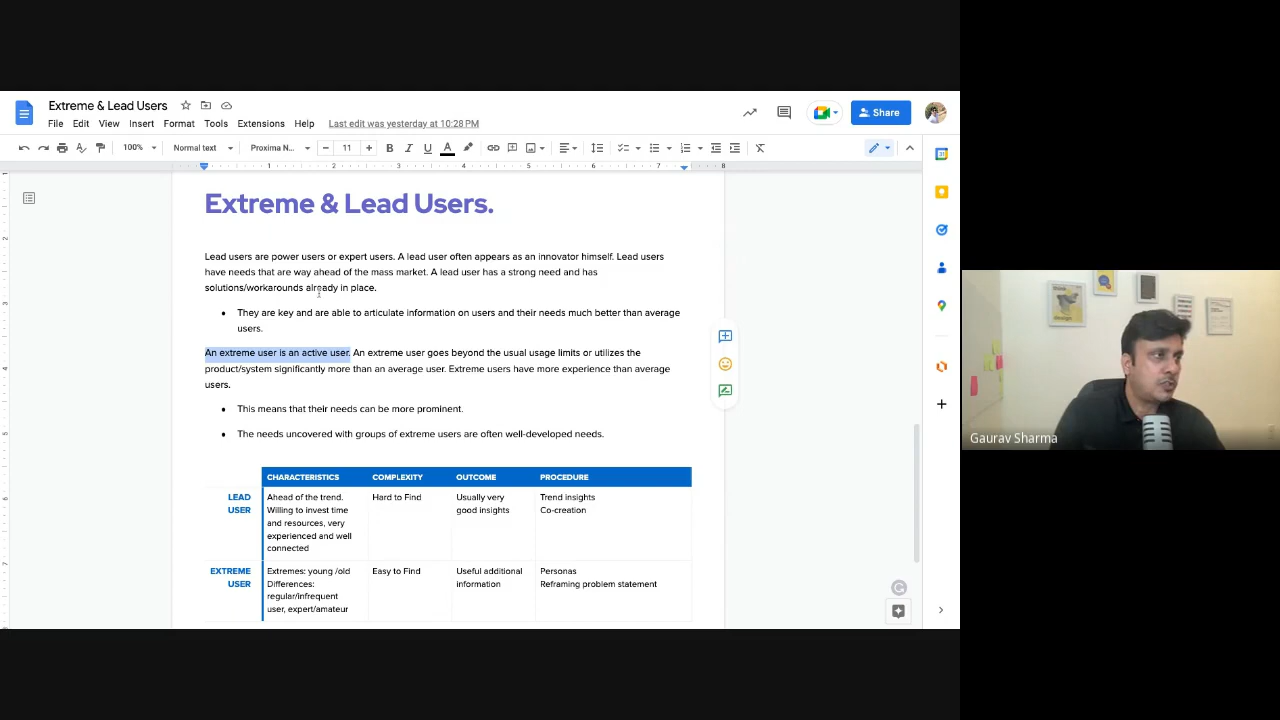 Extreme & Lead Users
File Edit View Insert Format Tools Extensions Help Last edit was yesterday at 10:28 PM
Share
100% Normal text Proxima N... 11
1 2 3 4 5 6 7 8
Extreme & Lead Users.
Lead users are power users or expert users. A lead user often appears as an innovator himself. Lead users
have needs that are way ahead of the mass market. A lead user has a strong need and has
solutions/workarounds already in place.
They are key and are able to articulate information on users and their needs much better than average
users.
An extreme user is an active user. An extreme user goes beyond the usual usage limits or utilizes the
product/system significantly more than an average user. Extreme users have more experience than average
users.
This means that their needs can be more prominent.
The needs uncovered with groups of extreme users are often well-developed needs.
CHARACTERISTICS COMPLEXITY OUTCOME PROCEDURE
LEAD
USER
Ahead of the trend.
Willing to invest time
and resources, very
experienced and well
connected
Hard to Find
Usually very
good insights
Trend insights
Co-creation
EXTREME
USER
Extremes: young /old
Differences:
regular/infrequent
user, expert/amateur
Easy to Find
Useful additional
information
Personas
Reframing problem statement
think
design
Gaurav Sharma